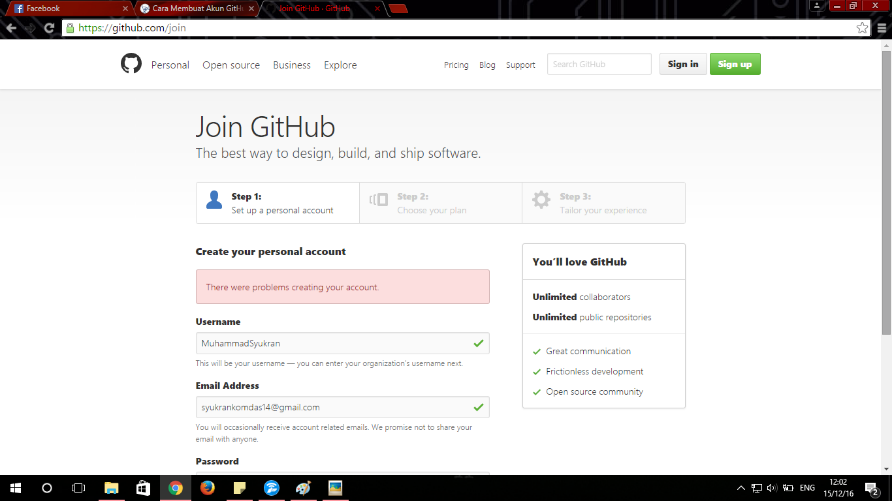 Facebook
Cara Membuat Akun GitH
Join GitHub · GitHub
https://github.com/join
Personal Open source Business Explore Pricing Blog Support Search GitHub Sign in Sign up
Join GitHub
The best way to design, build, and ship software.
Step 1:
Set up a personal account
Step 2:
Choose your plan
Step 3:
Tailor your experience
Create your personal account
There were problems creating your account.
Username
MuhammadSyukran
This will be your username — you can enter your organization's username next.
Email Address
syukrankomdas14@gmail.com
You will occasionally receive account related emails. We promise not to share your
email with anyone.
Password
You'll love GitHub
Unlimited collaborators
Unlimited public repositories
Great communication
Frictionless development
Open source community
ENG
12:02
15/12/16
2